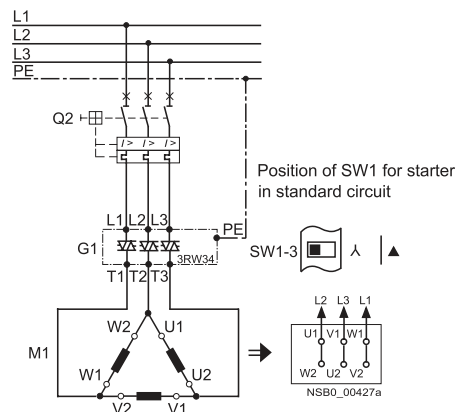 L1
L2
L3
PE
Q2
I > I > I >
Position of SW1 for starter
in standard circuit
L1 L2 L3
PE
G1
3RW34
SW1-3
T1 T2 T3
L2 L3 L1
W2 U1
U1 V1 W1
M1
W1 U2
W2 U2 V2
V2 V1
NSB0_00427a